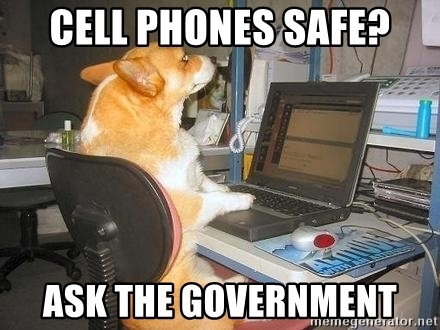 CELL PHONES SAFE?
ASK THE GOVERNMENT
memegenerator.net